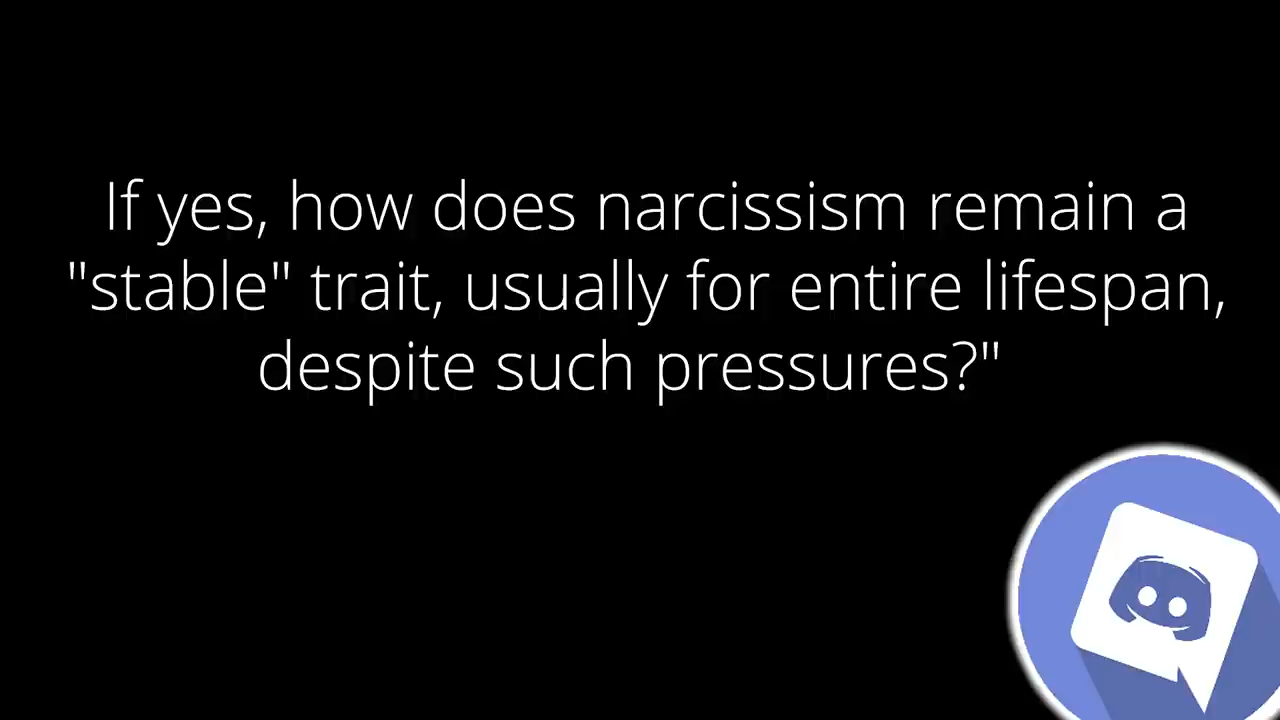 If yes, how does narcissism remain a
"stable" trait, usually for entire lifespan,
despite such pressures?"